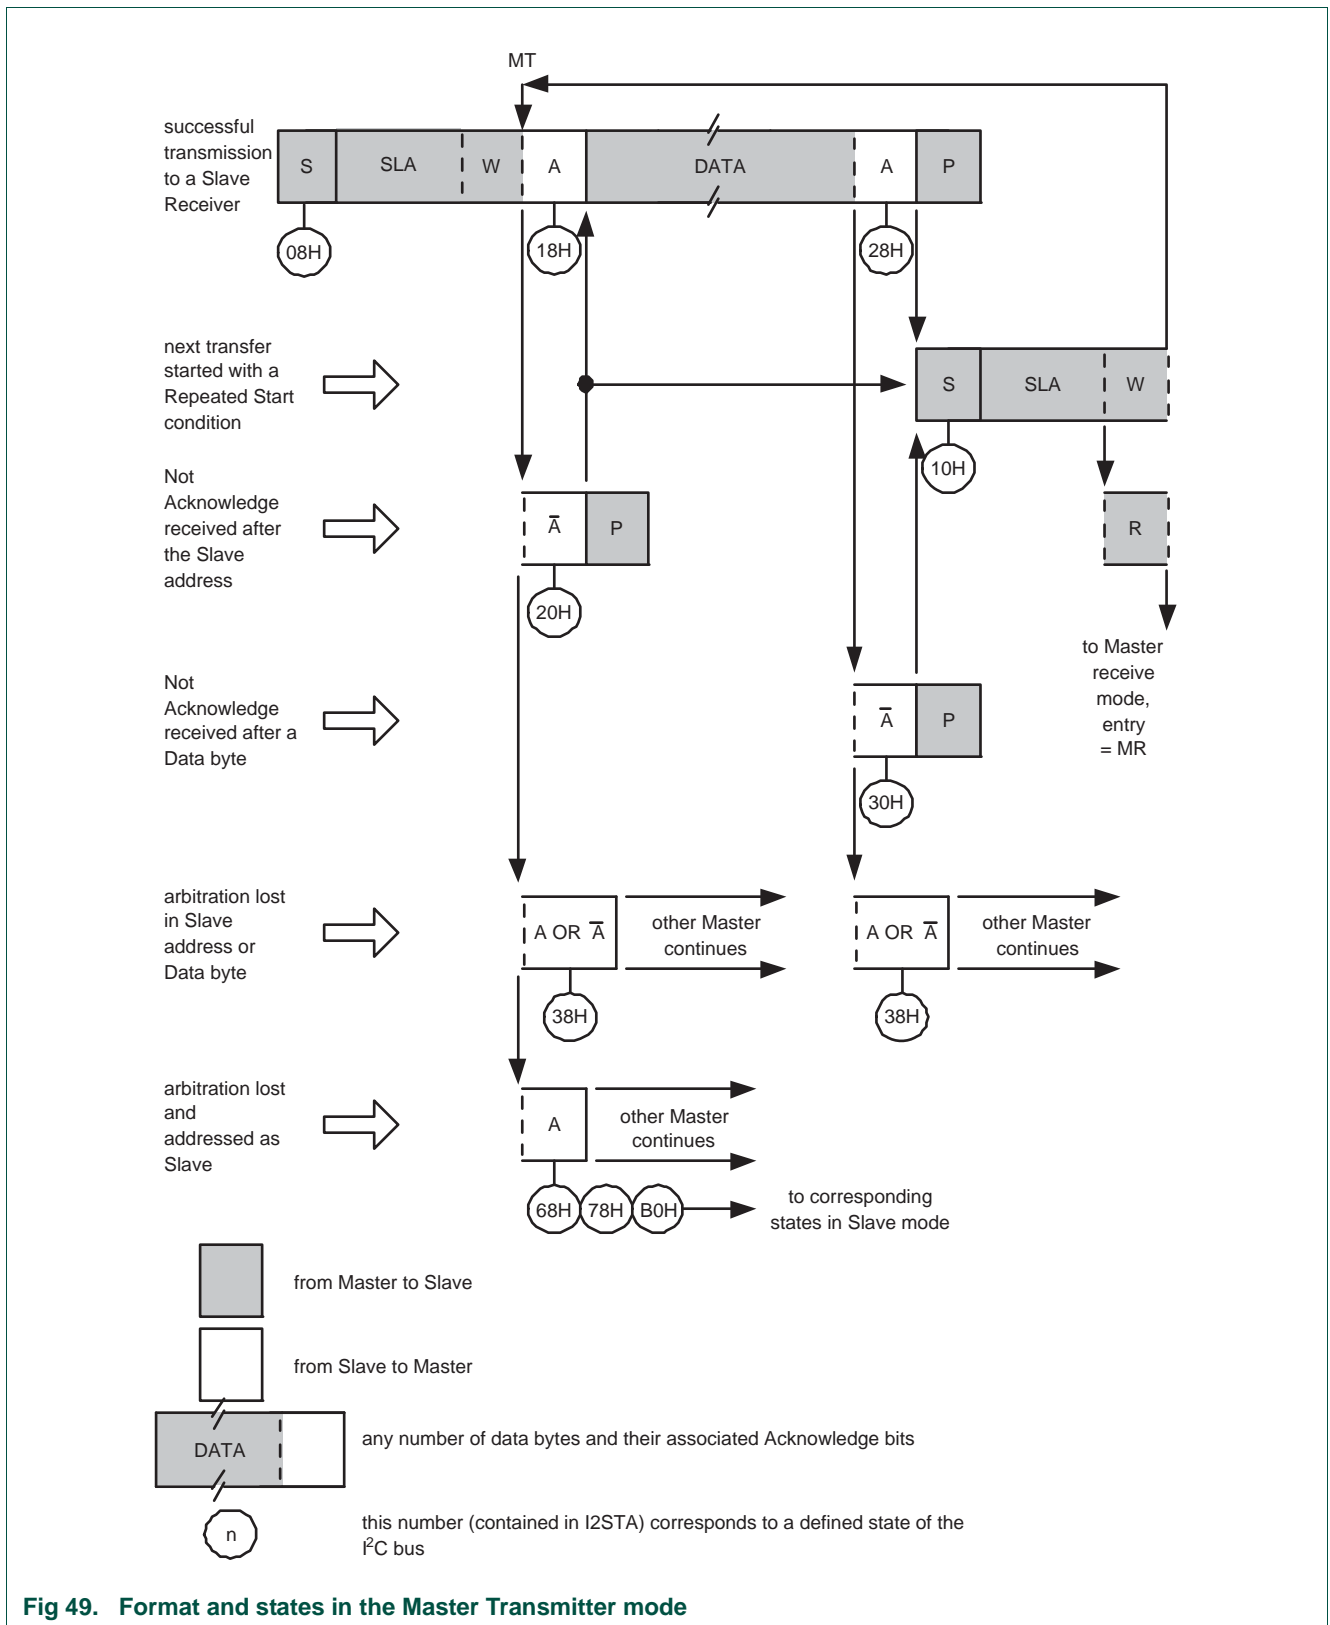 MT
successful
transmission
to a Slave
Receiver
S
SLA
W
A
DATA
A
P
08H
18H
28H
next transfer
started with a
Repeated Start
condition
S
SLA
W
10H
Not
Acknowledge
received after
the Slave
address
A̅
P
R
20H
to Master
receive
mode,
entry
= MR
Not
Acknowledge
received after a
Data byte
A̅
P
30H
arbitration lost
in Slave
address or
Data byte
A OR A̅
other Master
continues
A OR A̅
other Master
continues
38H
38H
arbitration lost
and
addressed as
Slave
A
other Master
continues
68H
78H
B0H
to corresponding
states in Slave mode
from Master to Slave
from Slave to Master
DATA
any number of data bytes and their associated Acknowledge bits
n
this number (contained in I2STA) corresponds to a defined state of the
I²C bus
Fig 49. Format and states in the Master Transmitter mode